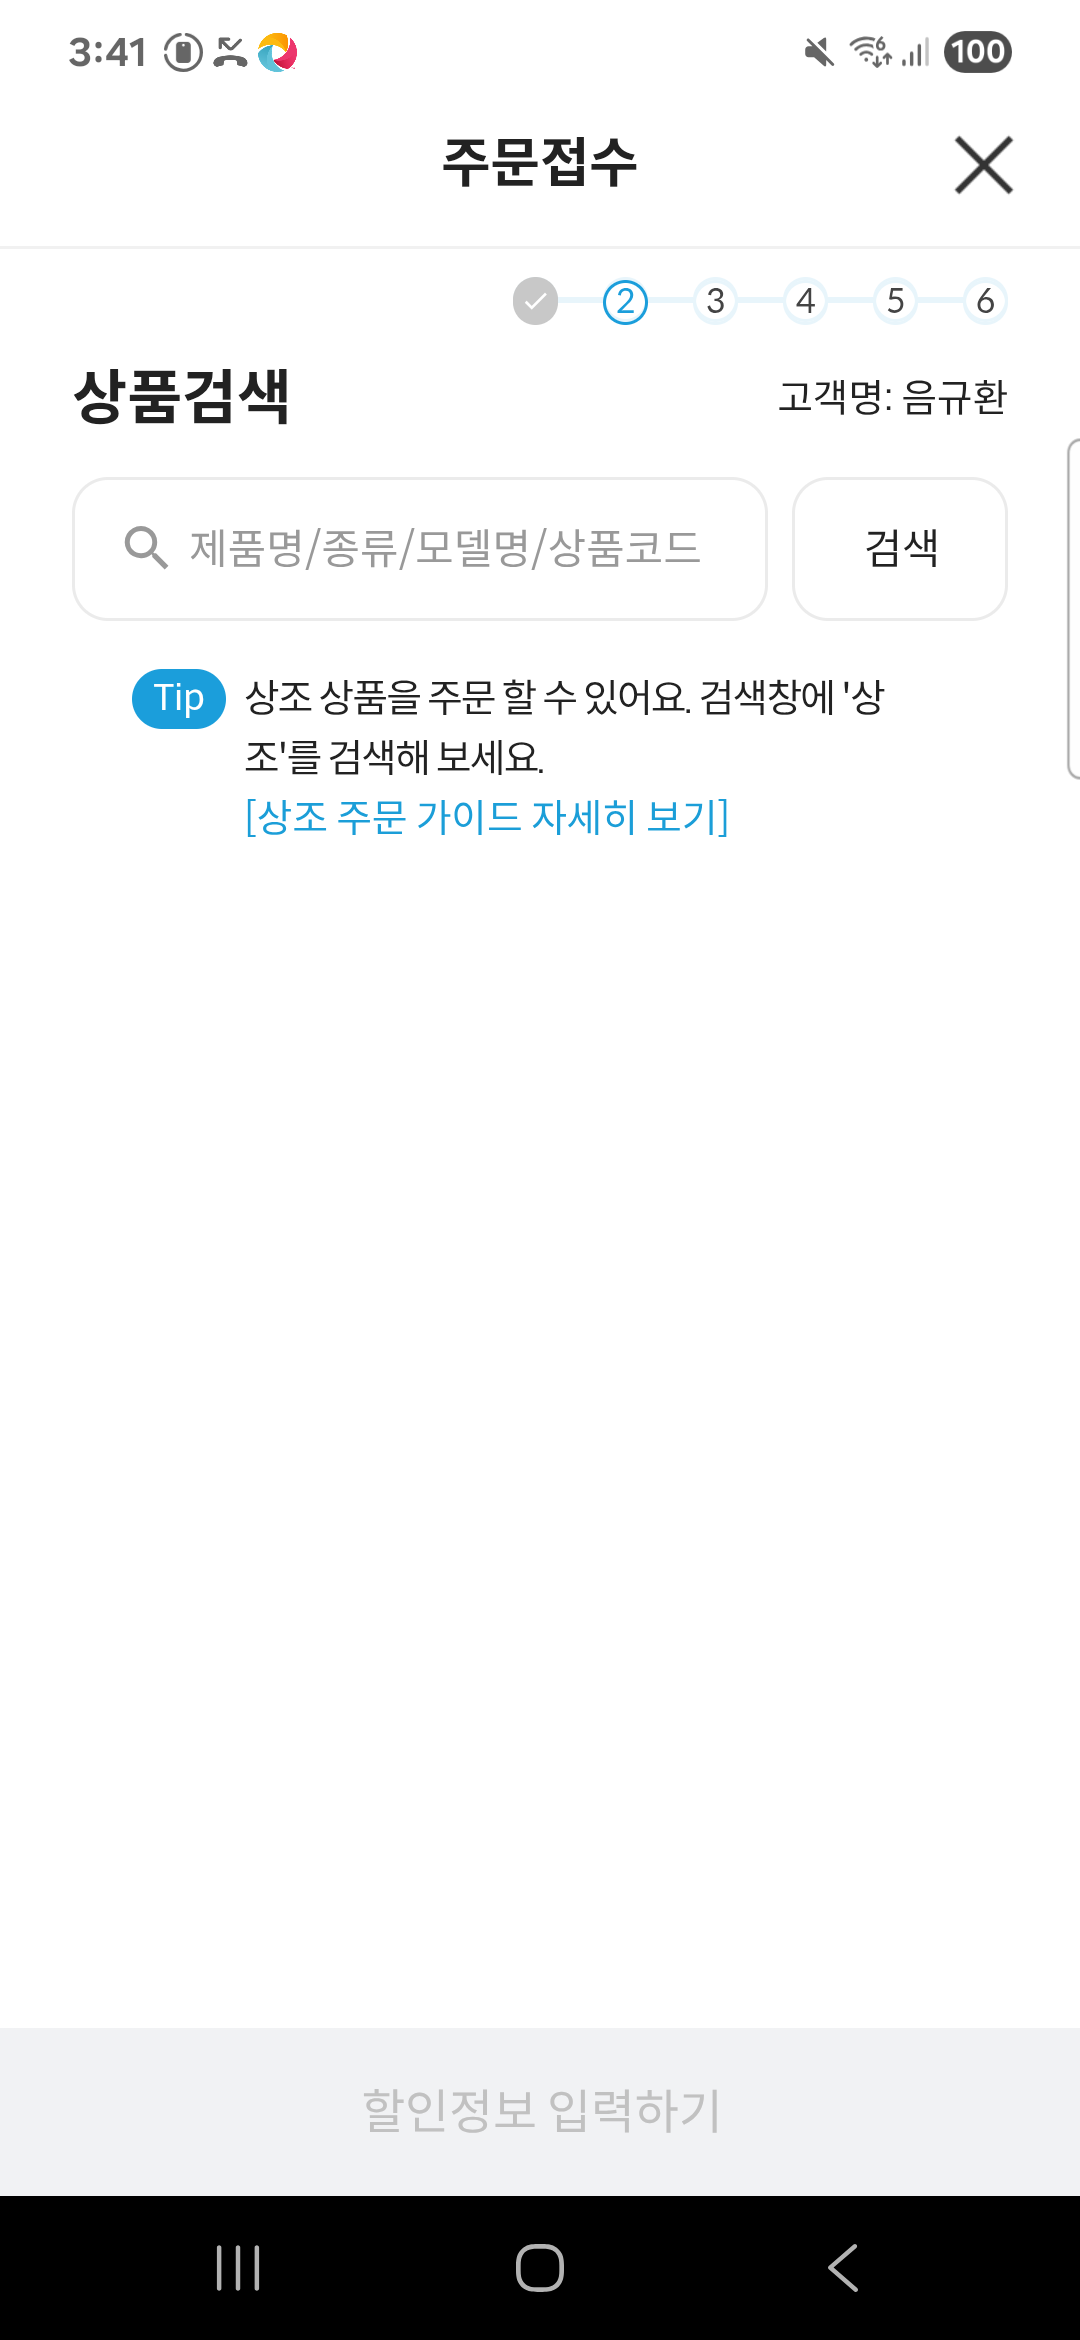 3:41
6
100
주문접수
2 3 4 5 6
상품검색
고객명: 음규환
제품명/종류/모델명/상품코드
검색
Tip
상조 상품을 주문 할 수 있어요. 검색창에 '상
조'를 검색해 보세요.
[상조 주문 가이드 자세히 보기]
할인정보 입력하기